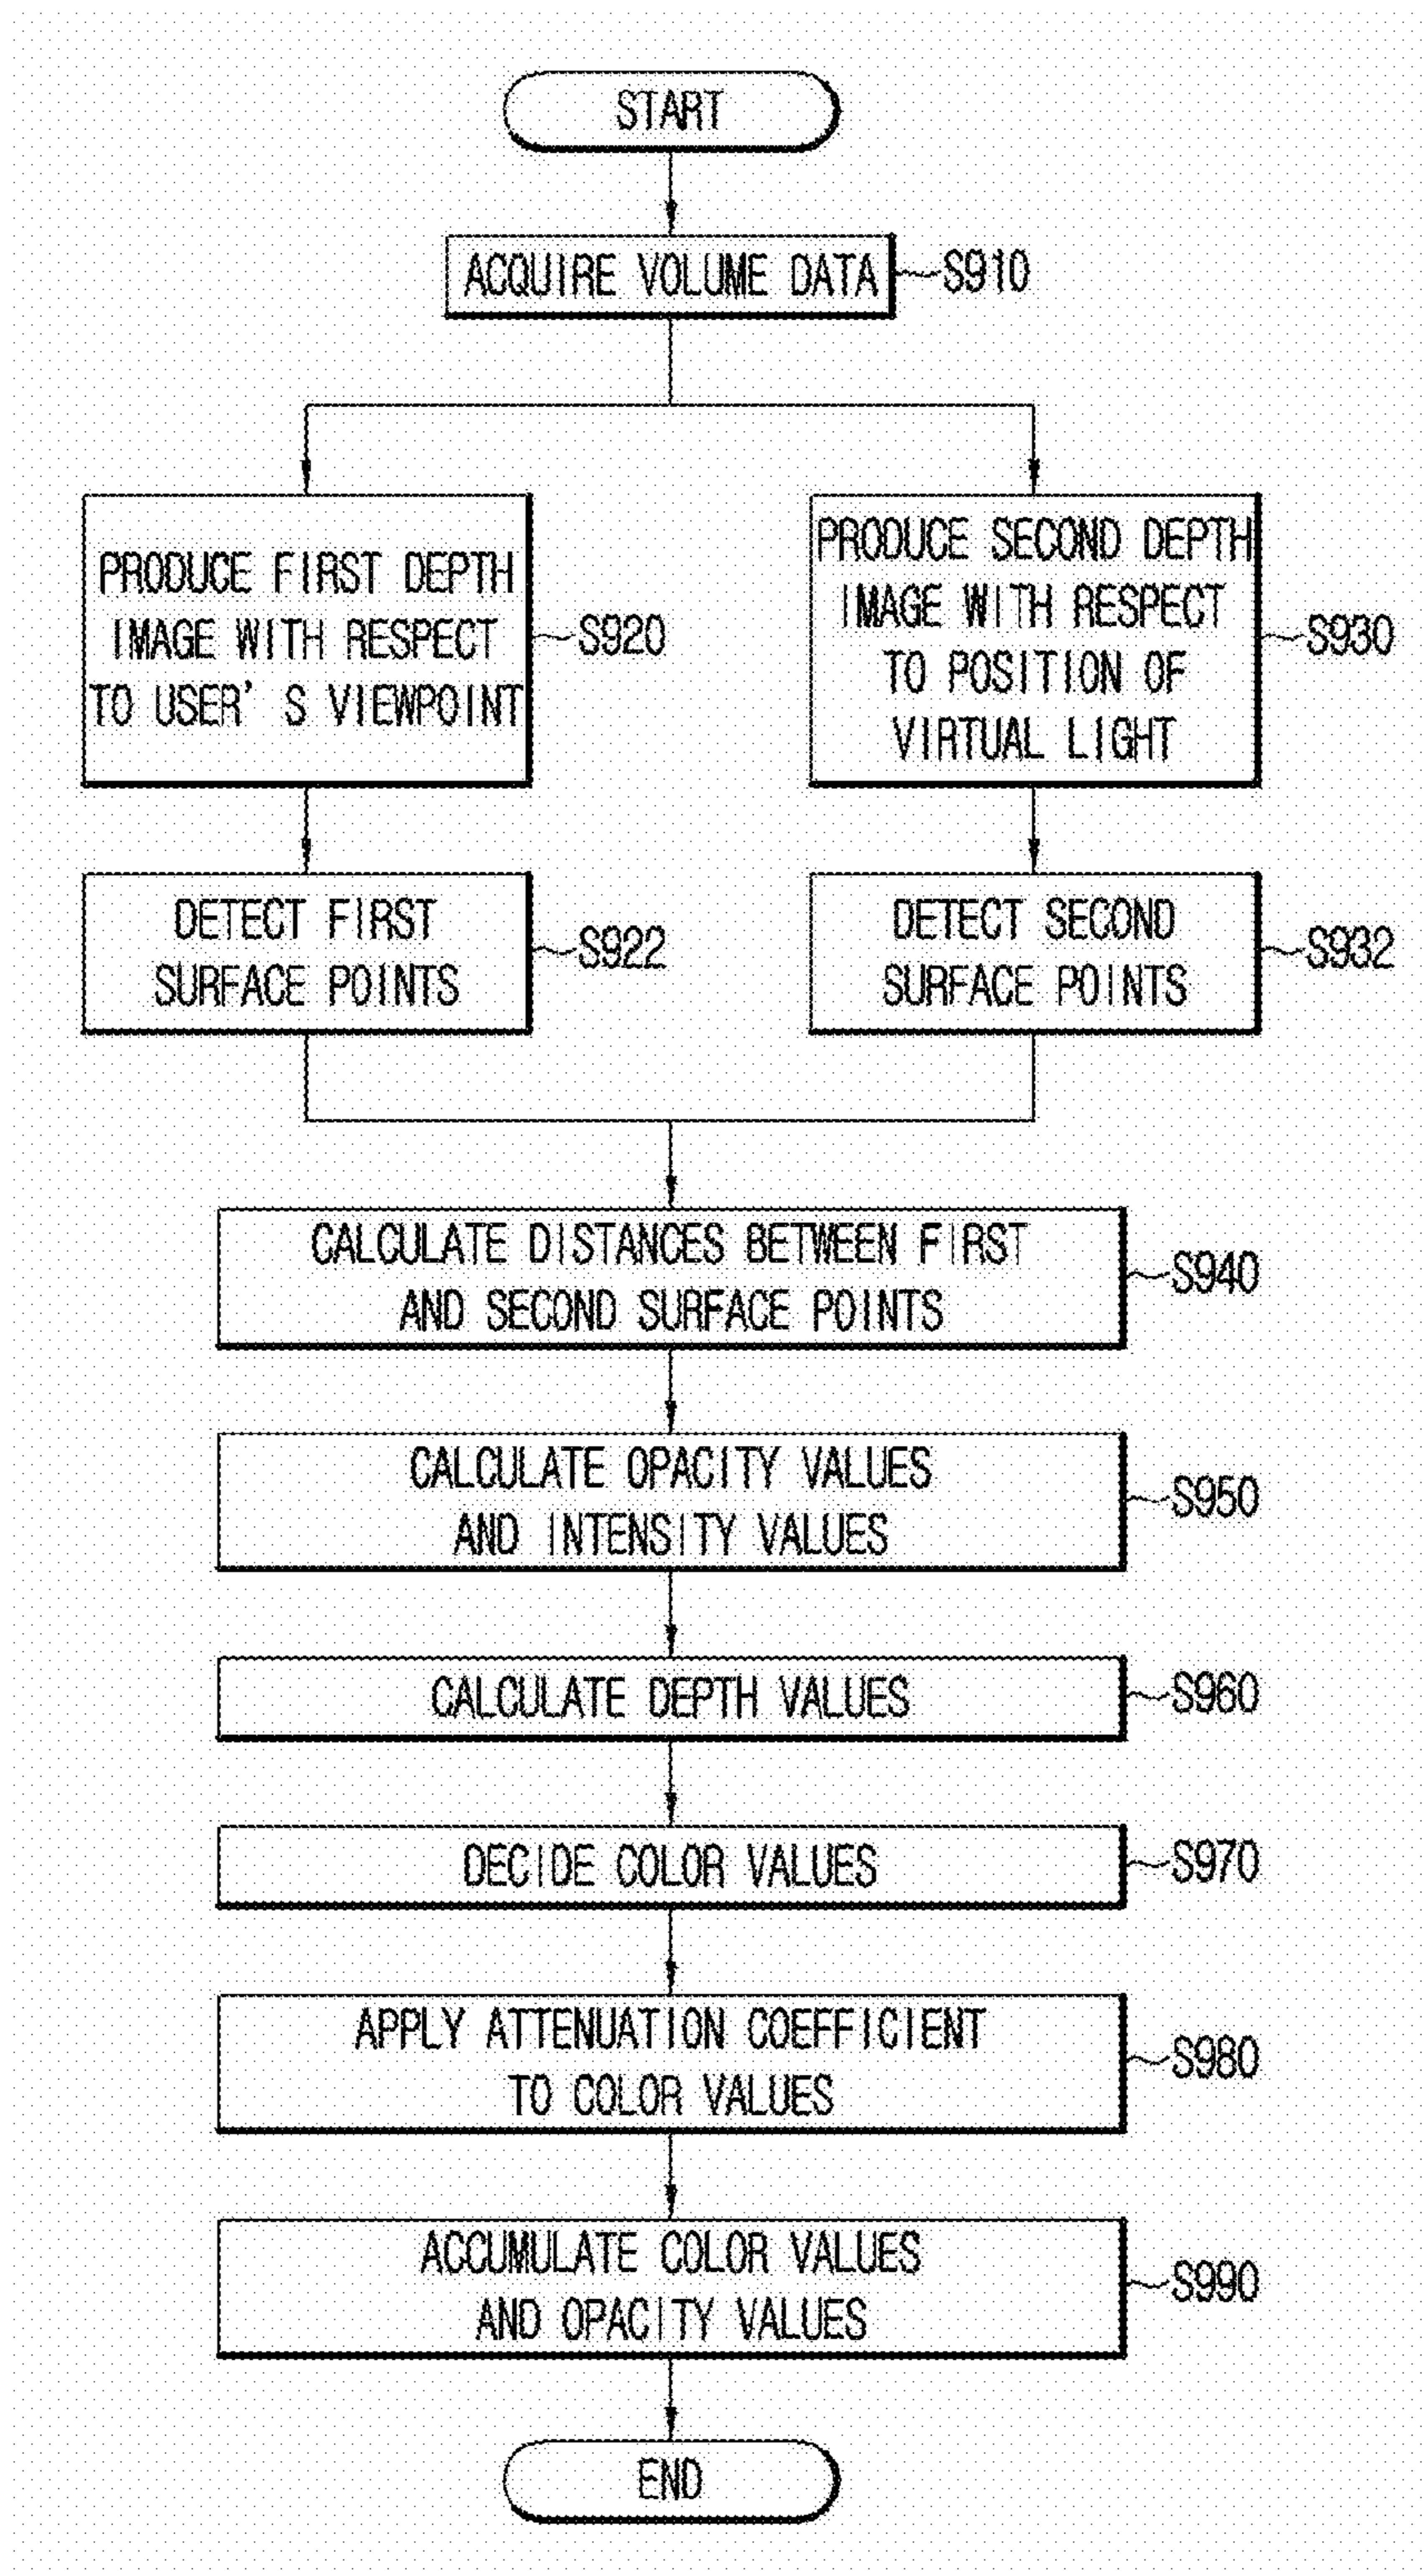 START
ACQUIRE VOLUME DATA
S910
PRODUCE FIRST DEPTH
IMAGE WITH RESPECT
TO USER'S VIEWPOINT
S920
PRODUCE SECOND DEPTH
IMAGE WITH RESPECT
TO POSITION OF
VIRTUAL LIGHT
S930
DETECT FIRST
SURFACE POINTS
S922
DETECT SECOND
SURFACE POINTS
S932
CALCULATE DISTANCES BETWEEN FIRST
AND SECOND SURFACE POINTS
S940
CALCULATE OPACITY VALUES
AND INTENSITY VALUES
S950
CALCULATE DEPTH VALUES
S960
DECIDE COLOR VALUES
S970
APPLY ATTENUATION COEFFICIENT
TO COLOR VALUES
S980
ACCUMULATE COLOR VALUES
AND OPACITY VALUES
S990
END